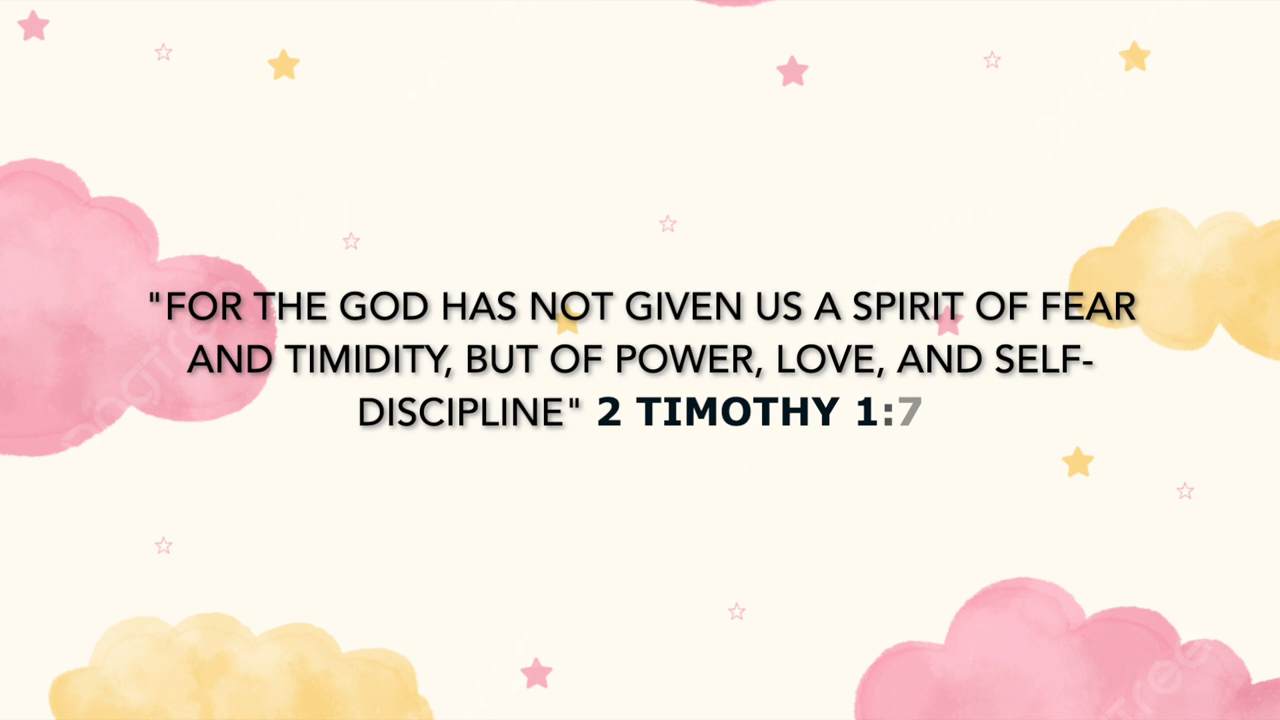 "FOR THE GOD HAS NOT GIVEN US A SPIRIT OF FEAR
AND TIMIDITY, BUT OF POWER, LOVE, AND SELF-
DISCIPLINE" 2 TIMOTHY 1:7